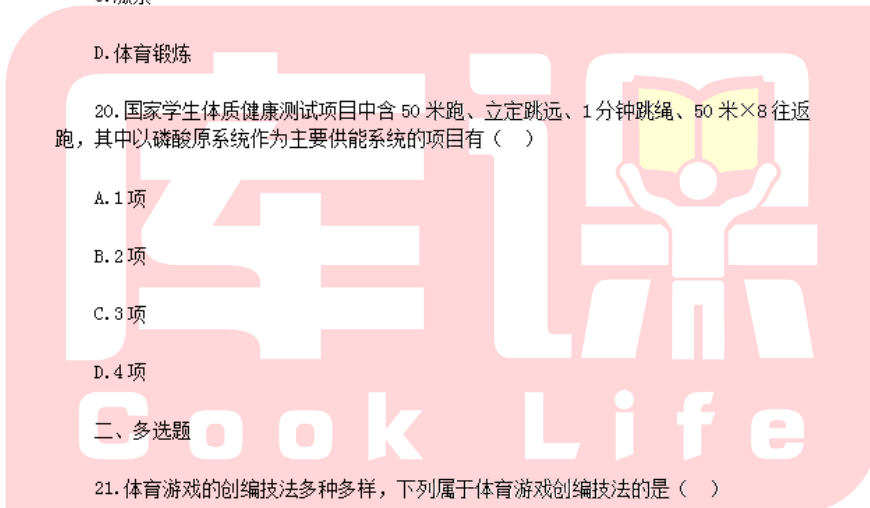 D.体育锻炼
20.国家学生体质健康测试项目中含 50 米跑、立定跳远、1分钟跳绳、50 米×8 往返
跑，其中以磷酸原系统作为主要供能系统的项目有（　）
A.1项
B.2项
C.3项
D.4项
二、多选题
21.体育游戏的创编技法多种多样，下列属于体育游戏创编技法的是（　）
库课
Cook Life